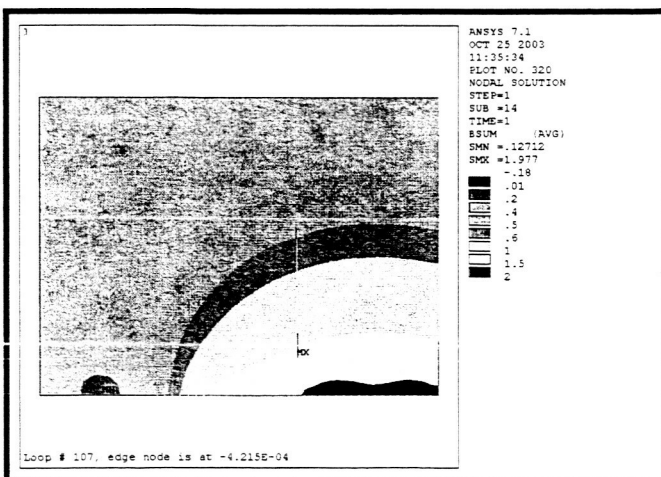 1
ANSYS 7.1
OCT 25 2003
11:35:34
PLOT NO. 320
NODAL SOLUTION
STEP=1
SUB =14
TIME=1
BSUM (AVG)
SMN =.12712
SMX =1.977
-.18
.01
.2
.4
.5
.6
1
1.5
2
MX
Loop # 107, edge node is at -4.215E-04